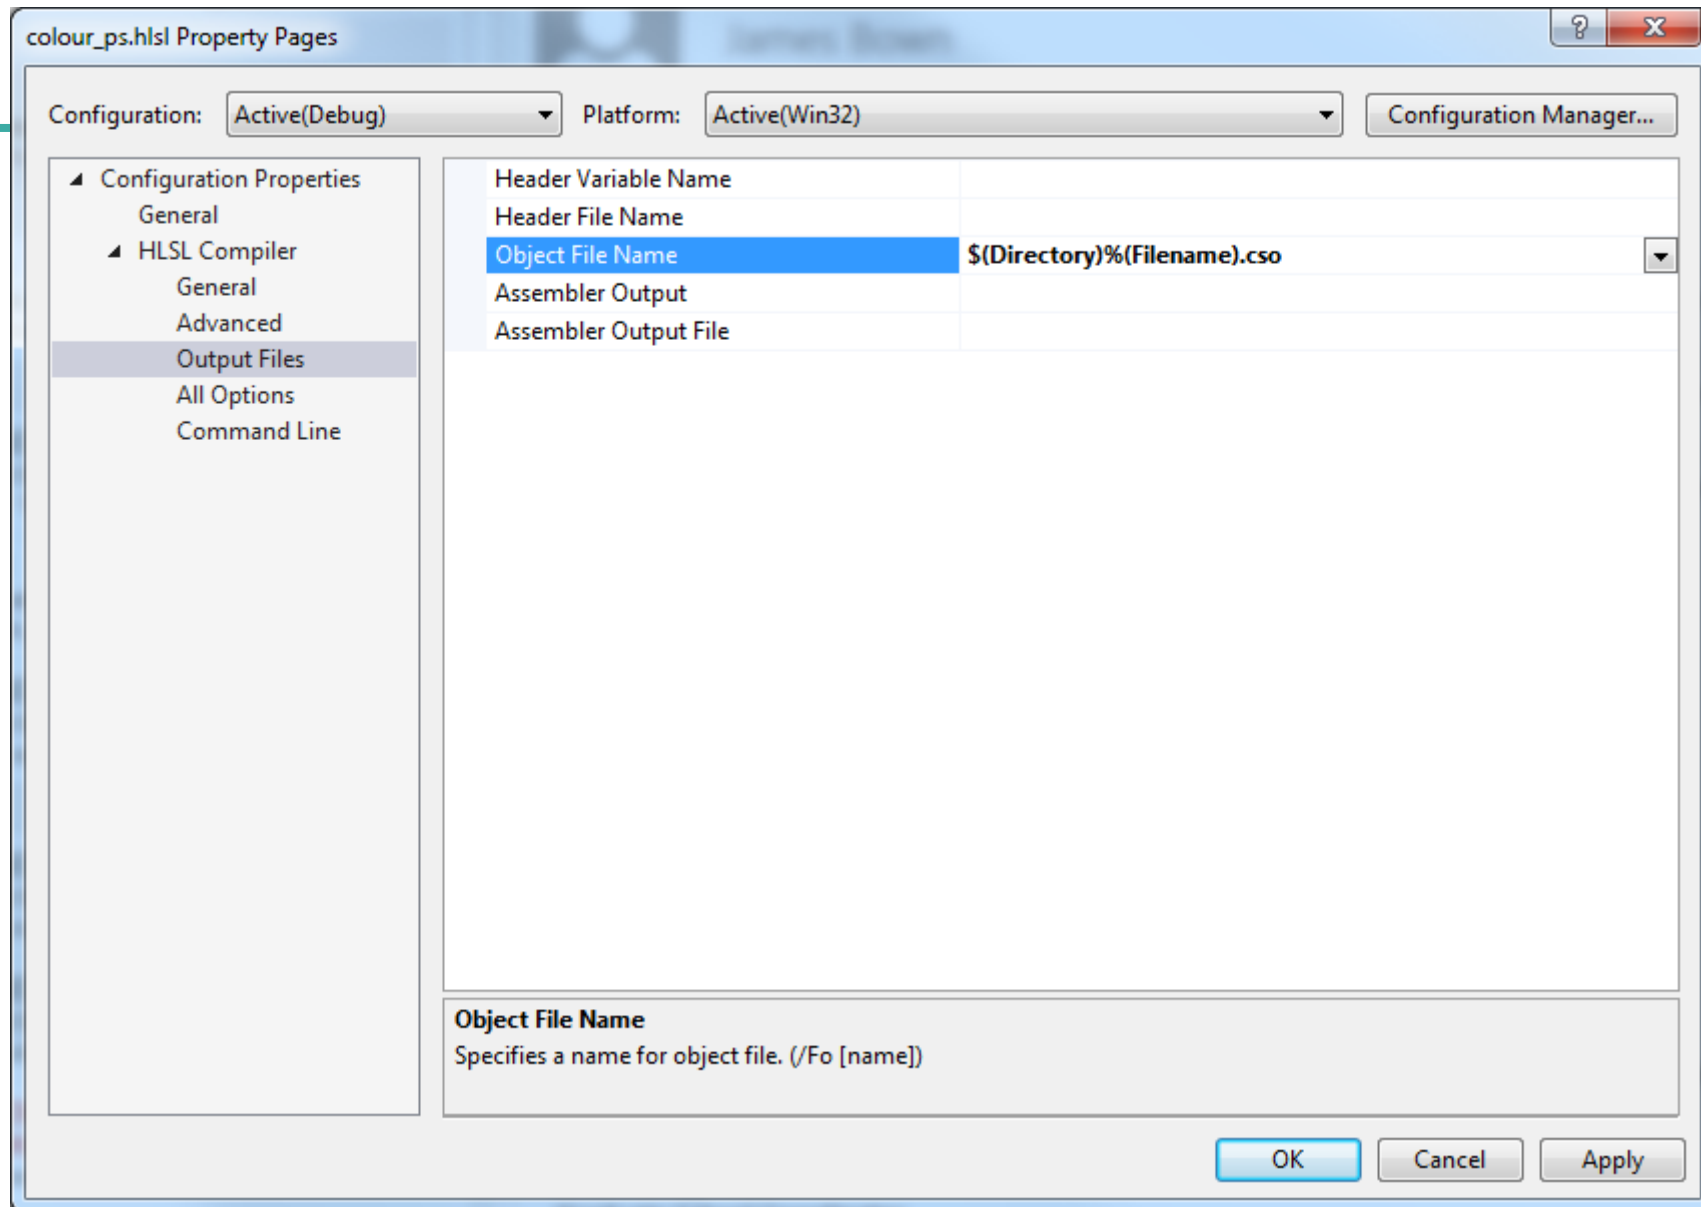 colour_ps.hlsl Property Pages
James Bown
Configuration: Active(Debug) Platform: Active(Win32) Configuration Manager...
Configuration Properties
General
HLSL Compiler
General
Advanced
Output Files
All Options
Command Line
Header Variable Name
Header File Name
Object File Name $(Directory)%(Filename).cso
Assembler Output
Assembler Output File
Object File Name
Specifies a name for object file. (/Fo [name])
OK Cancel Apply